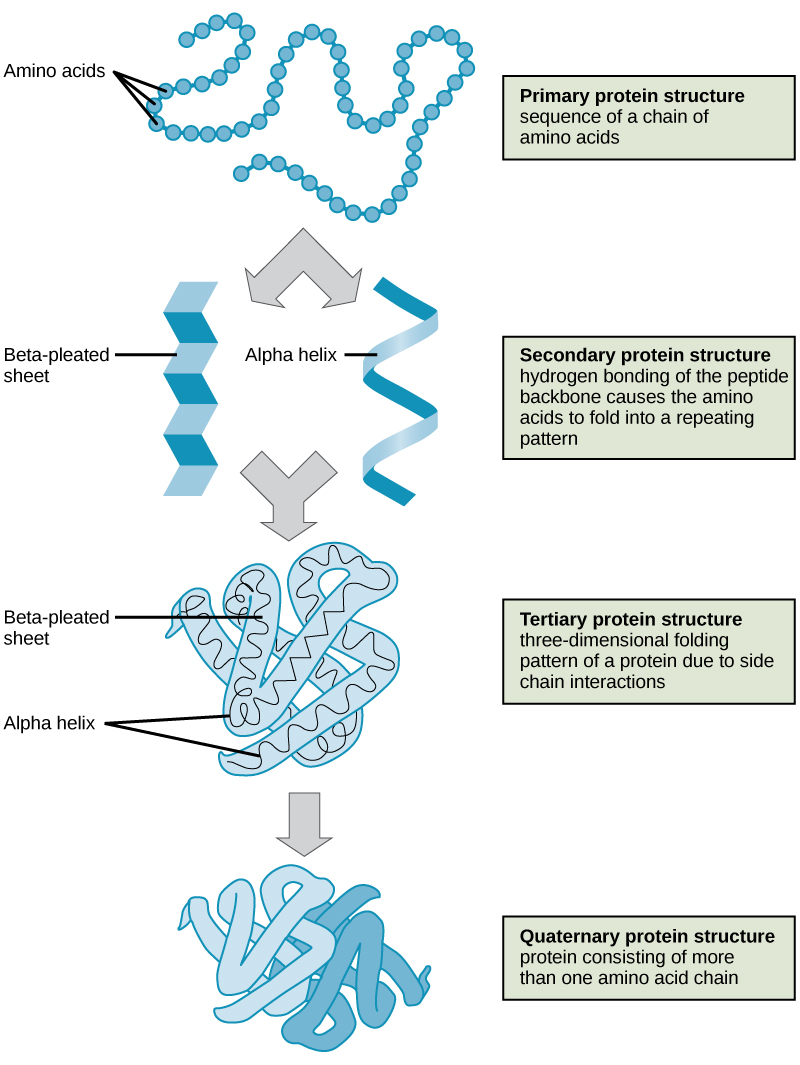 Amino acids
Primary protein structure
sequence of a chain of
amino acids
Beta-pleated
sheet
Alpha helix
Secondary protein structure
hydrogen bonding of the peptide
backbone causes the amino
acids to fold into a repeating
pattern
Beta-pleated
sheet
Alpha helix
Tertiary protein structure
three-dimensional folding
pattern of a protein due to side
chain interactions
Quaternary protein structure
protein consisting of more
than one amino acid chain